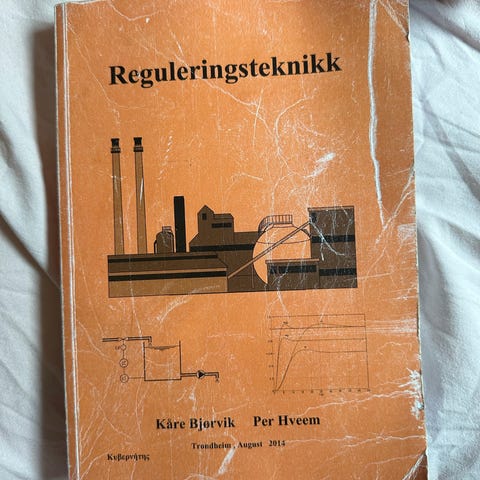 Reguleringsteknikk
Kåre Bjørvik Per Hveem
Trondheim , August 2014
Κυβερνήτης